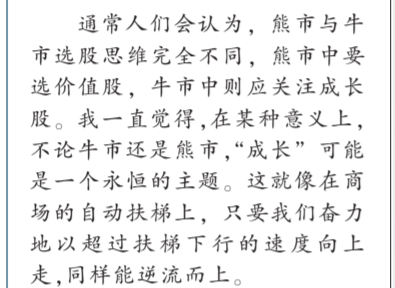 通常人们会认为，熊市与牛
市选股思维完全不同，熊市中要
选价值股，牛市中则应关注成长
股。我一直觉得，在某种意义上，
不论牛市还是熊市，“成长”可能
是一个永恒的主题。这就像在商
场的自动扶梯上，只要我们奋力
地以超过扶梯下行的速度向上
走，同样能逆流而上。